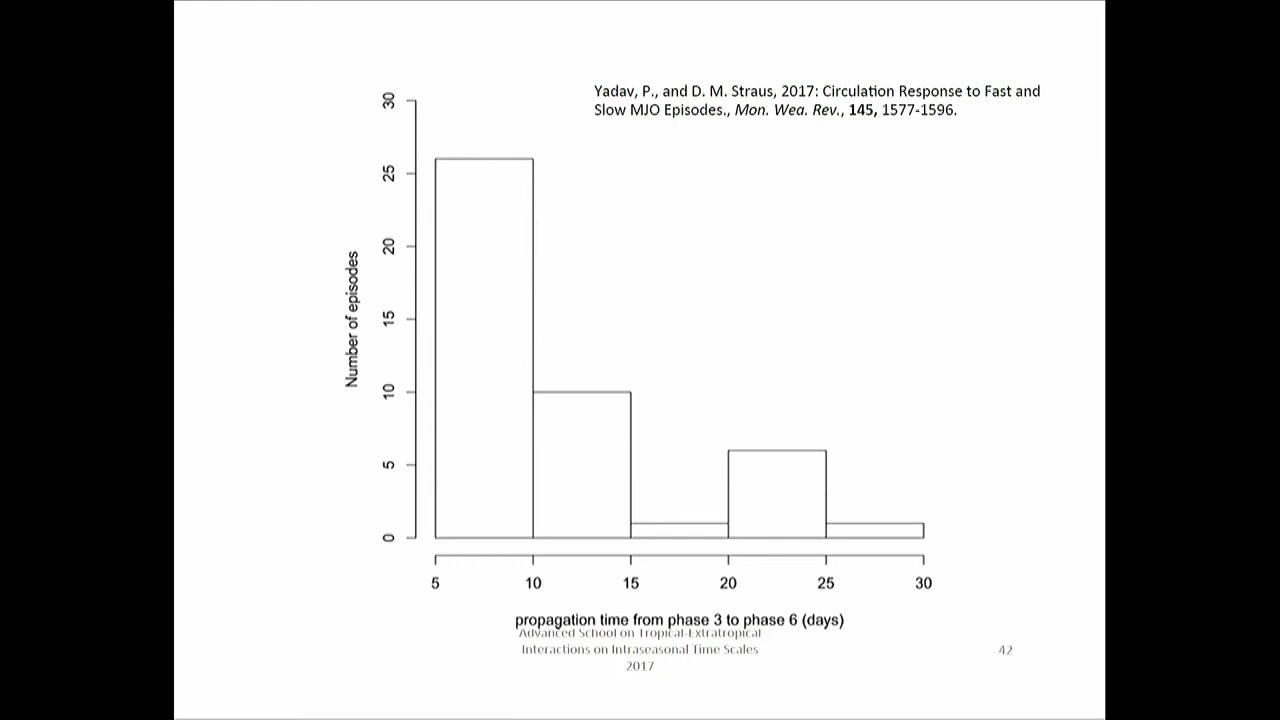 Yadav, P., and D. M. Straus, 2017: Circulation Response to Fast and
Slow MJO Episodes., Mon. Wea. Rev., 145, 1577-1596.
Number of episodes
30
25
20
15
10
5
0
5 10 15 20 25 30
propagation time from phase 3 to phase 6 (days)
Advanced School on Tropical-Extratropical
Interactions on Intraseasonal Time Scales
2017
42